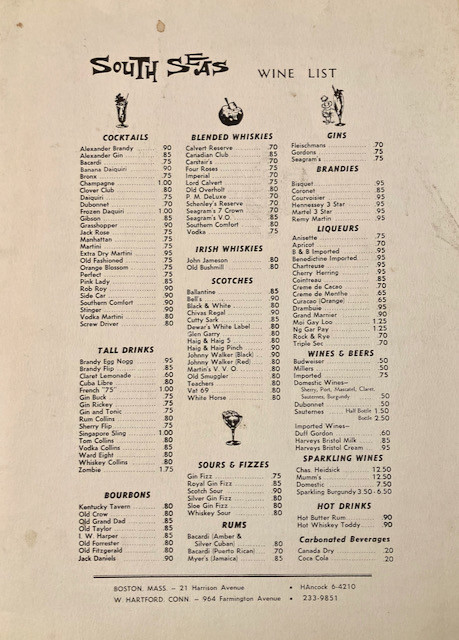 SOUTH SEAS WINE LIST
COCKTAILS
Alexander Brandy .90
Alexander Gin .85
Bacardi .75
Banana Daiquiri .90
Bronx .75
Champagne 1.00
Clover Club .80
Daiquiri .75
Dubonnet .70
Frozen Daquiri 1.00
Gibson .85
Grasshopper .90
Jack Rose .75
Manhattan .75
Martini .75
Extra Dry Martini .95
Old Fashioned .75
Orange Blossom .75
Perfect .75
Pink Lady .85
Rob Roy .90
Side Car .90
Southern Comfort .90
Stinger .90
Vodka Martini .80
Screw Driver .80
TALL DRINKS
Brandy Egg Nogg .95
Brandy Flip .85
Claret Lemonade .60
Cuba Libre .80
French "75" 1.00
Gin Buck .75
Gin Rickey .75
Gin and Tonic .75
Rum Collins .80
Sherry Flip .75
Singapore Sling 1.00
Tom Collins .80
Vodka Collins .85
Ward Eight .80
Whiskey Collins .80
Zombie 1.75
BOURBONS
Kentucky Tavern .80
Old Crow .80
Old Grand Dad .85
Old Taylor .85
I. W. Harper .85
Old Forrester .80
Old Fitzgerald .80
Jack Daniels .90
BLENDED WHISKIES
Calvert Reserve .70
Canadian Club .85
Carstair's .70
Four Roses .75
Imperial .70
Lord Calvert .75
Old Overholt .80
P. M. DeLuxe .70
Schenley's Reserve .70
Seagram's 7 Crown .70
Seagram's V.O. .85
Southern Comfort .80
Vodka .75
IRISH WHISKIES
John Jameson .80
Old Bushmill .80
SCOTCHES
Ballantine .85
Bell's .90
Black & White .80
Chivas Regal .90
Cutty Sark .85
Dewar's White Label .80
Glen Garry .80
Haig & Haig 5 .80
Haig & Haig Pinch .90
Johnny Walker (Black) .90
Johnny Walker (Red) .80
Martin's V. V. O. .80
Old Smuggler .80
Teachers .80
Vat 69 .80
White Horse .80
SOURS & FIZZES
Gin Fizz .75
Royal Gin Fizz .85
Scotch Sour .90
Silver Gin Fizz .80
Sloe Gin Fizz .80
Whiskey Sour .80
RUMS
Bacardi (Amber &
Silver Cuban) .80
Bacardi (Puerto Rican) .70
Myer's (Jamaica) .85
GINS
Fleischmans .70
Gordons .75
Seagram's .75
BRANDIES
Bisquet .95
Coronet .85
Courvoisier .95
Hennessey 3 Star .95
Martel 3 Star .95
Remy Martin .95
LIQUEURS
Anisette .75
Apricot .70
B & B Imported .95
Benedictine Imported .95
Chartreuse .95
Cherry Herring .95
Cointreau .85
Creme de Cacao .70
Creme de Menthe .65
Curacao (Orange) .65
Drambuie .95
Grand Marnier .90
Moi Gay Loo 1.25
Ng Gar Pay 1.25
Rock & Rye .70
Triple Sec .70
WINES & BEERS
Budweiser .50
Millers .50
Imported .75
Domestic Wines—
Sherry, Port, Muscatel, Claret,
Sauternes, Burgundy .50
Dubonnet .50
Sauternes Half Bottle 1.50
Bottle 2.50
Imported Wines—
Duff Gordon .60
Harveys Bristol Milk .85
Harveys Bristol Cream .95
SPARKLING WINES
Chas. Heidsick 12.50
Mumm's 12.50
Domestic 7.50
Sparkling Burgundy 3.50 - 6.50
HOT DRINKS
Hot Butter Rum .90
Hot Whiskey Toddy .90
Carbonated Beverages
Canada Dry .20
Coca Cola .20
BOSTON, MASS. — 21 Harrison Avenue • HAncock 6-4210
W. HARTFORD, CONN. — 964 Farmington Avenue • 233-9851